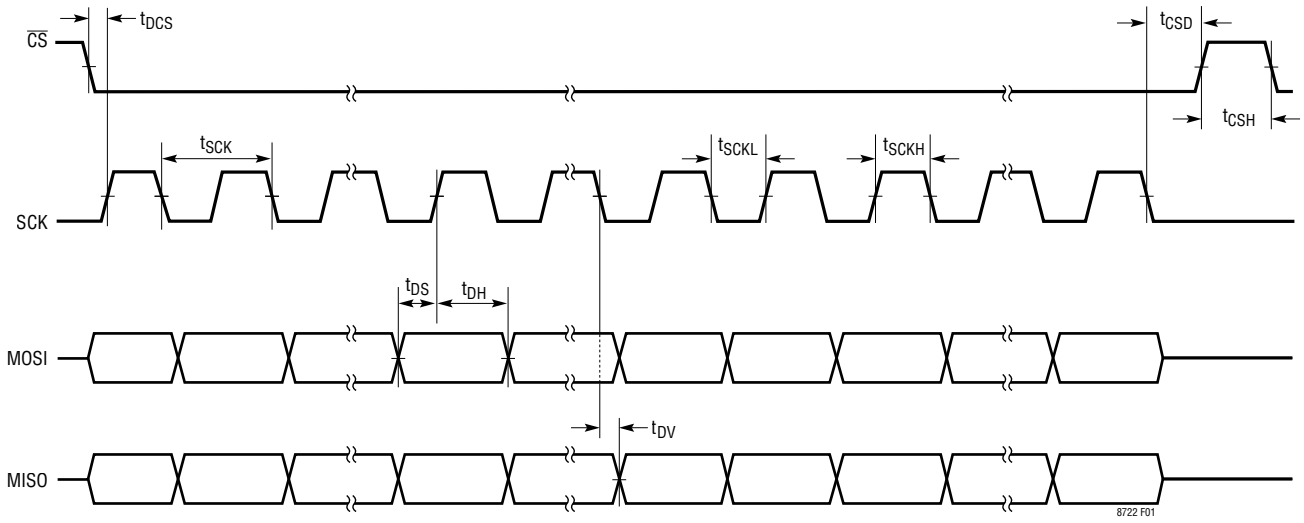 tDCS
tCSD
CS
tCSH
tSCK
tSCKL
tSCKH
SCK
tDS
tDH
MOSI
tDV
MISO
8722 F01